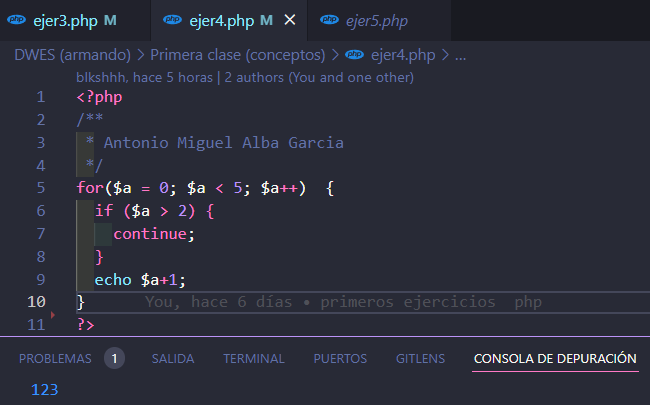 php ejer3.php M php ejer4.php M × php ejer5.php
DWES (armando) > Primera clase (conceptos) > php ejer4.php > ...
blkshhh, hace 5 horas | 2 authors (You and one other)
1 <?php
2 /**
3 * Antonio Miguel Alba Garcia
4 */
5 for($a = 0; $a < 5; $a++)  {
6 if ($a > 2) {
7 continue;
8 }
9 echo $a+1;
10 } You, hace 6 días • primeros ejercicios  php
11 ?>
PROBLEMAS 1 SALIDA TERMINAL PUERTOS GITLENS CONSOLA DE DEPURACIÓN
123